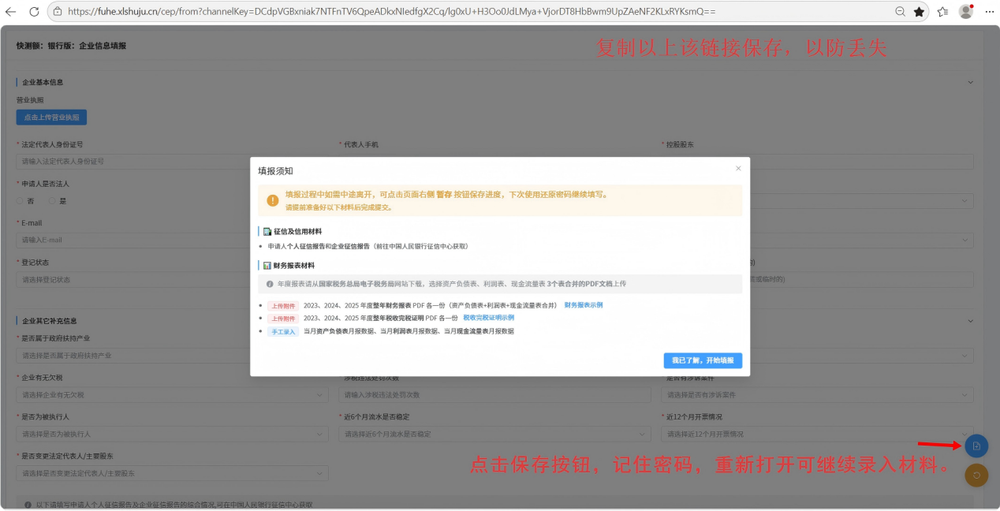 https://fuhe.xlshuju.cn/cep/from?channelKey=DCdpVGBxniak7NTFnTV6QpeADkxNIedfgX2Cq/lg0xU+H3Oo0JdLMya+VjorDT8HbBwm9UpZAeNF2KLxRYKsmQ==
快测额：银行版：企业信息填报
复制以上该链接保存，以防丢失
企业基本信息
营业执照
点击上传营业执照
* 法定代表人身份证号
* 代表人手机
* 控股股东
请输入法定代表人身份证号
填报须知
* 申请人是否法人
否 是
填报过程中如需中途离开，可点击页面右侧 暂存 按钮保存进度，下次使用还原密码继续填写。
请提前准备好以下材料后完成提交。
* E-mail
请输入E-mail
征信及信用材料
• 申请人个人征信报告和企业征信报告（前往中国人民银行征信中心获取）
* 登记状态
请选择登记状态
或临时的)
财务报表材料
年度报表请从国家税务总局电子税务局网站下载，选择资产负债表、利润表、现金流量表 3个表合并的PDF文档上传
• 上传附件 2023、2024、2025 年度整年财务报表 PDF 各一份（资产负债表+利润表+现金流量表合并） 财务报表示例
• 上传附件 2023、2024、2025 年度整年税收完税证明 PDF 各一份 税收完税证明示例
• 手工录入 当月资产负债表月报数据、当月利润表月报数据、当月现金流量表月报数据
我已了解，开始填报
企业其它补充信息
* 是否属于政府扶持产业
请选择是否属于政府扶持产业
* 企业有无欠税
涉税违法处罚次数
是否有涉诉案件
请选择企业有无欠税
请输入涉税违法处罚次数
请选择是否有涉诉案件
* 是否为被执行人
* 近6个月流水是否稳定
* 近12个月开票情况
请选择是否为被执行人
请选择近6个月流水是否稳定
请选择近12个月开票情况
* 是否变更法定代表人/主要股东
请选择是否变更法定代表人/主要股东
点击保存按钮，记住密码，重新打开可继续录入材料。
以下请填写申请人个人征信报告及企业征信报告的综合情况,可在中国人民银行征信中心获取